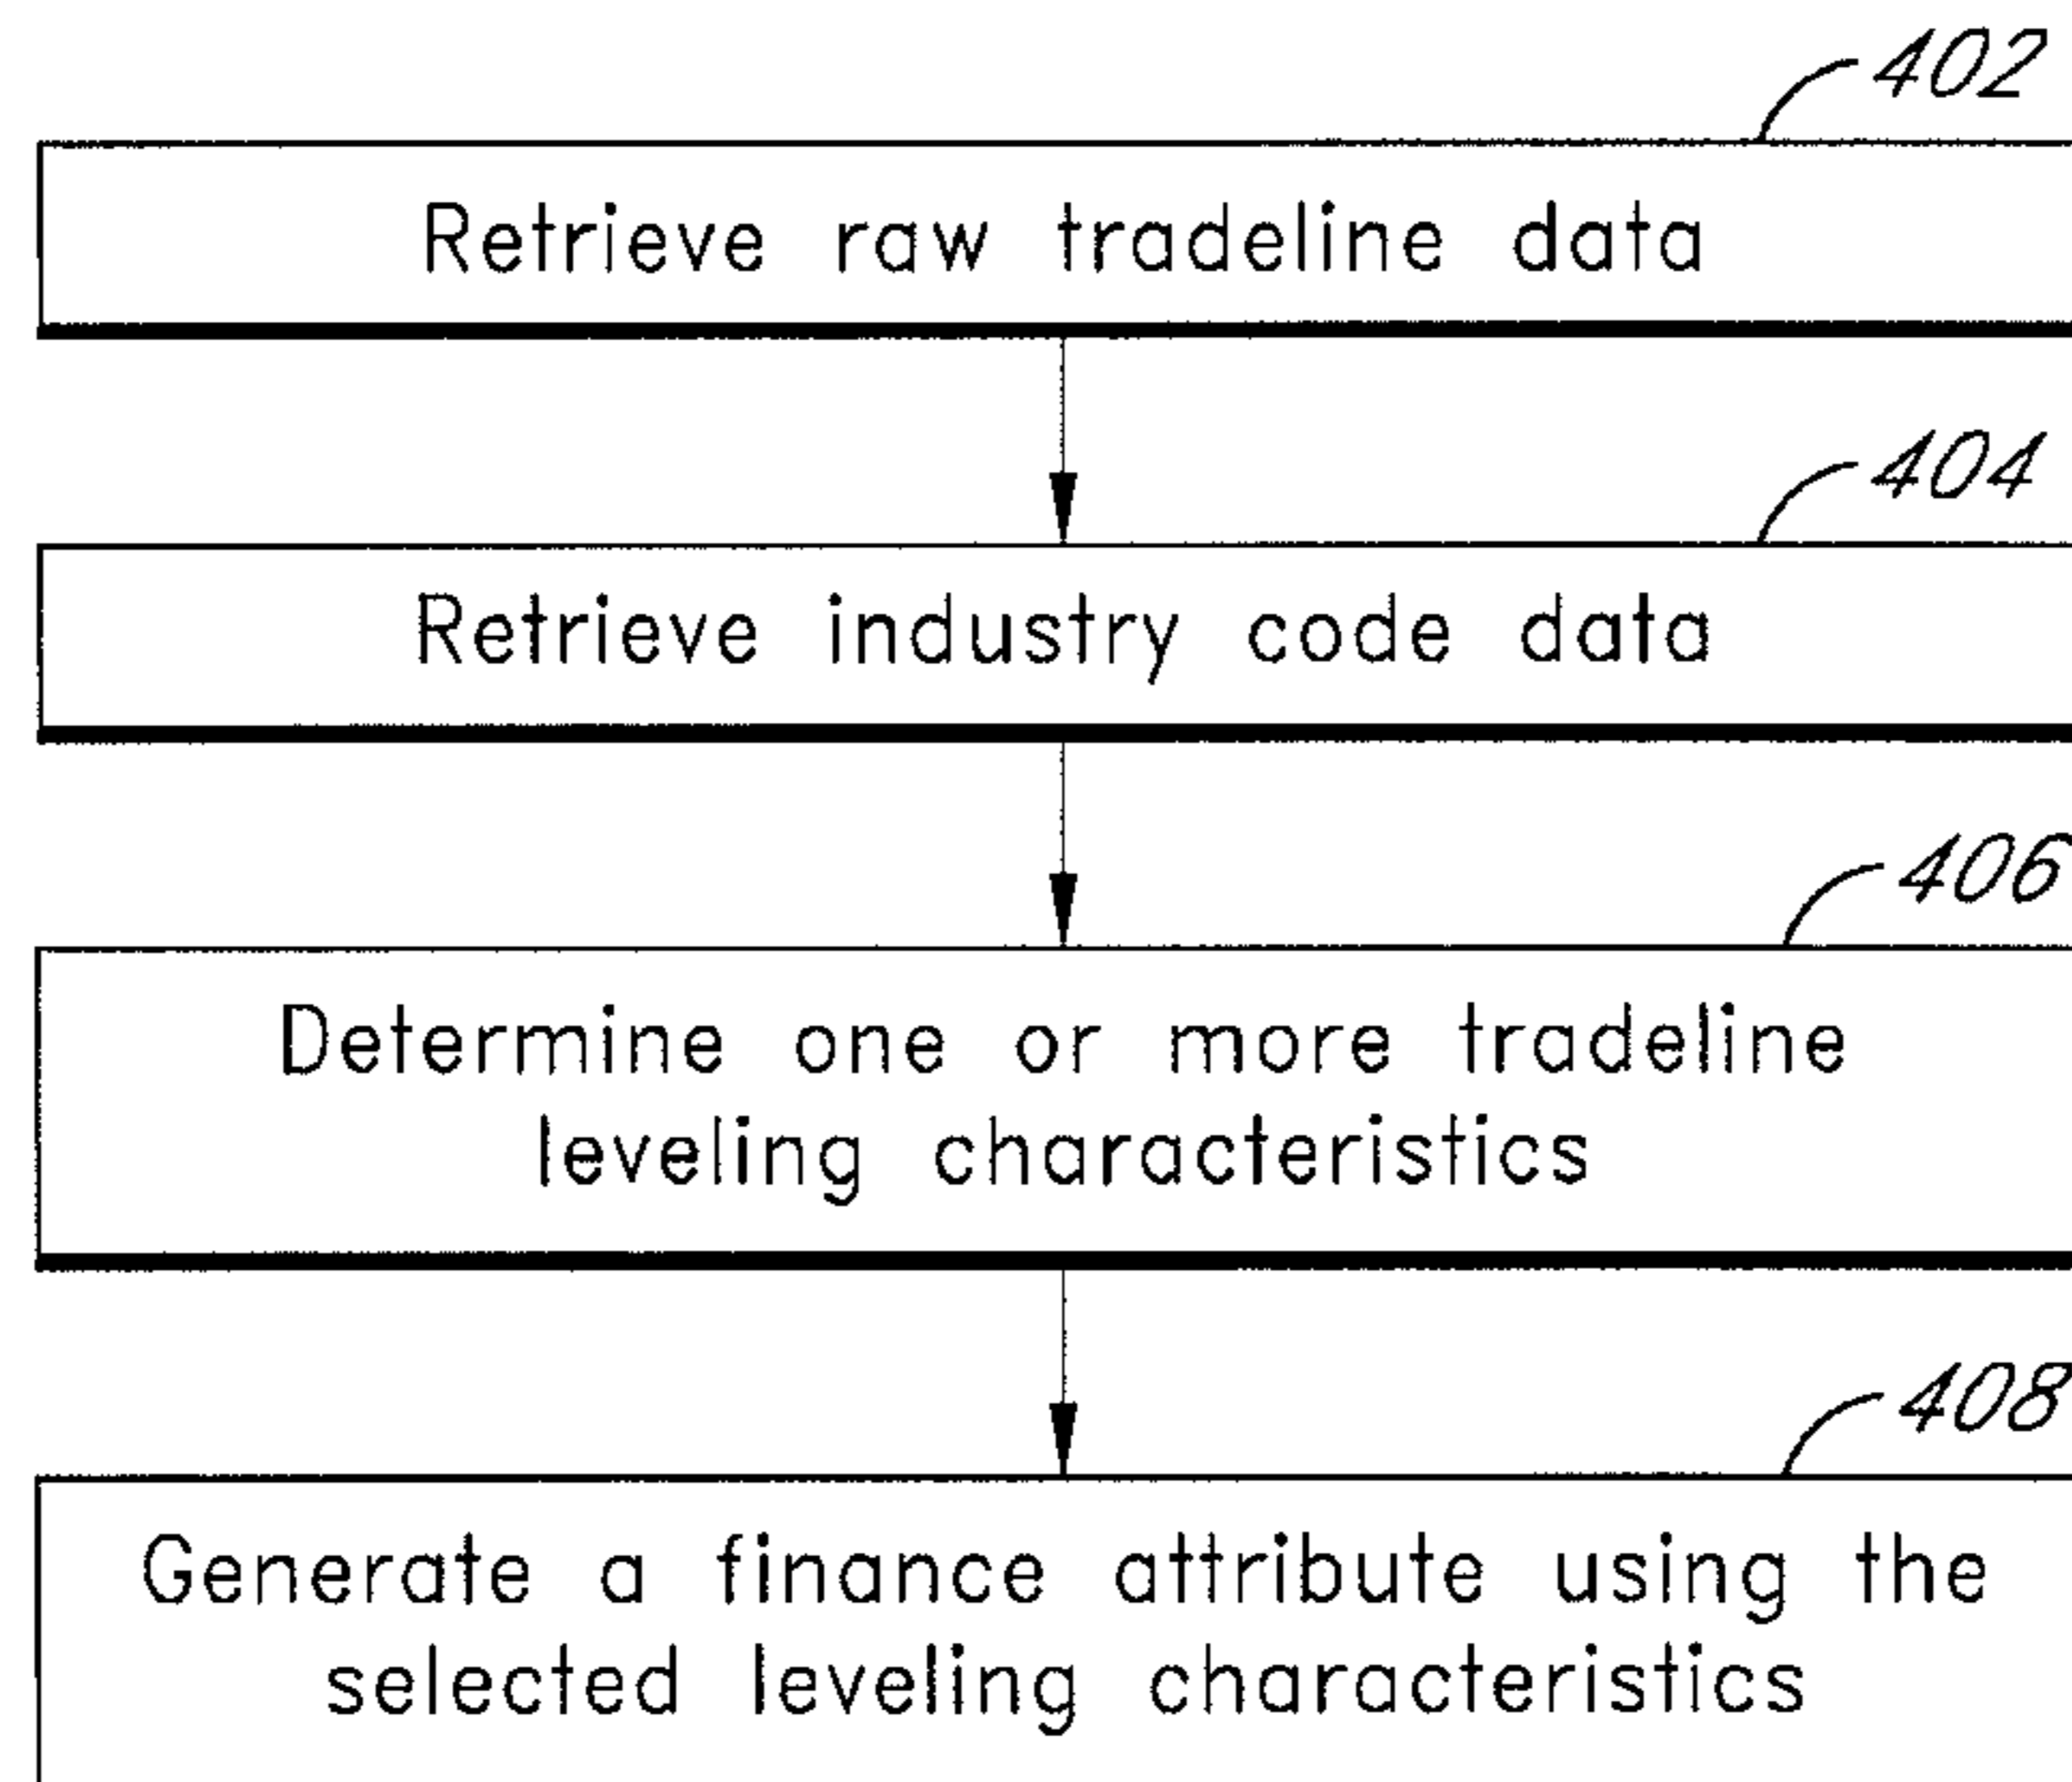 402
Retrieve raw tradeline data
404
Retrieve industry code data
406
Determine one or more tradeline
leveling characteristics
408
Generate a finance attribute using the
selected leveling characteristics